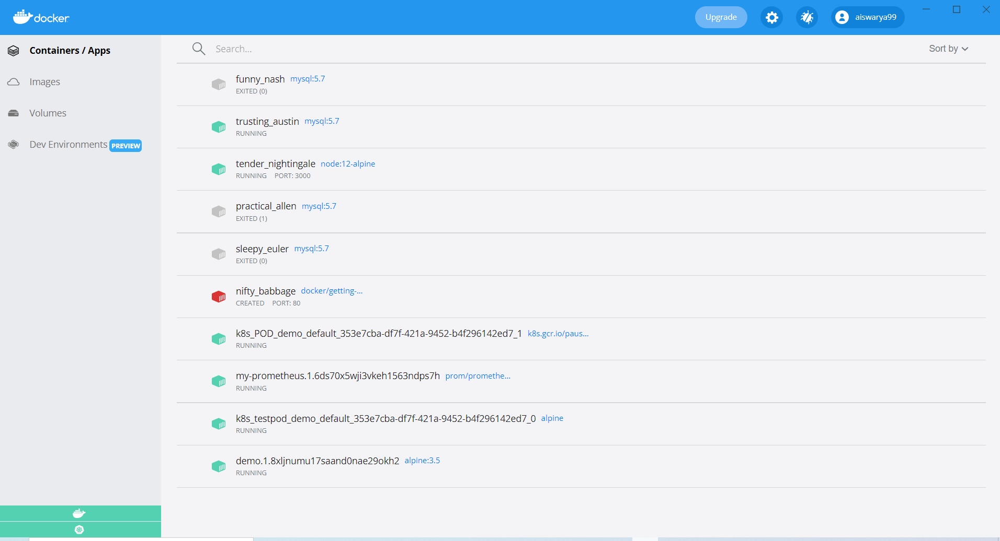 docker
Upgrade
aiswarya99
Containers / Apps
Images
Volumes
Dev Environments PREVIEW
Search...
Sort by
funny_nash mysql:5.7
EXITED (0)
trusting_austin mysql:5.7
RUNNING
tender_nightingale node:12-alpine
RUNNING PORT: 3000
practical_allen mysql:5.7
EXITED (1)
sleepy_euler mysql:5.7
EXITED (0)
nifty_babbage docker/getting-...
CREATED PORT: 80
k8s_POD_demo_default_353e7cba-df7f-421a-9452-b4f296142ed7_1 k8s.gcr.io/paus...
RUNNING
my-prometheus.1.6ds70x5wji3vkeh1563ndps7h prom/promethe...
RUNNING
k8s_testpod_demo_default_353e7cba-df7f-421a-9452-b4f296142ed7_0 alpine
RUNNING
demo.1.8xljnumu17saand0nae29okh2 alpine:3.5
RUNNING